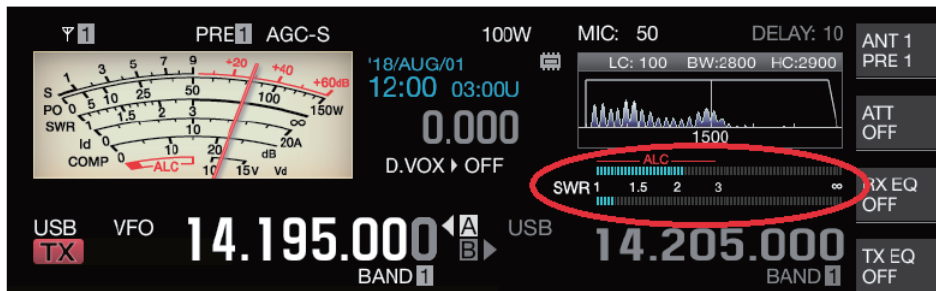 1 PRE1 AGC-S 100W MIC: 50 DELAY: 10
ANT 1
PRE 1
LC: 100 BW:2800 HC:2900
'18/AUG/01
12:00 03:00U
S 1 3 5 7 9 +20 +40 +60dB
PO 0 5 10 25 50 100 150W
SWR 1 1.5 2 3 ∞
Id 0 10 20A
COMP 0 10 20 dB
ALC 10 15V Vd
0.000
D.VOX OFF
1500
ATT
OFF
ALC
SWR 1 1.5 2 3 ∞
RX EQ
OFF
USB VFO 14.195.000 A USB 14.205.000
TX B
BAND 1 BAND 1
TX EQ
OFF